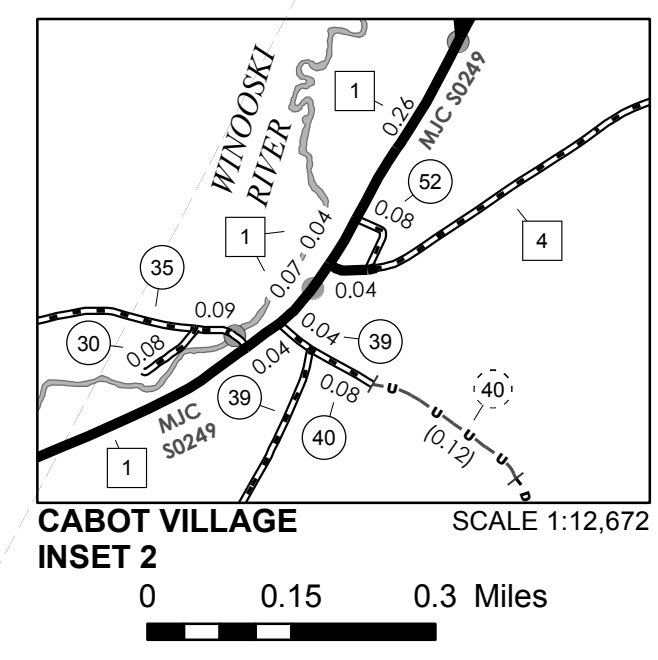 WINOOSKI
RIVER
1
0.26
MJC S0249
52
0.08
4
1
0.04
0.07
0.04
35
0.09
30
0.08
0.04
39
0.04
39
0.08
40
40
U
U
U
U
(0.12)
D
MJC
S0249
1
CABOT VILLAGE
INSET 2
SCALE 1:12,672
0 0.15 0.3 Miles